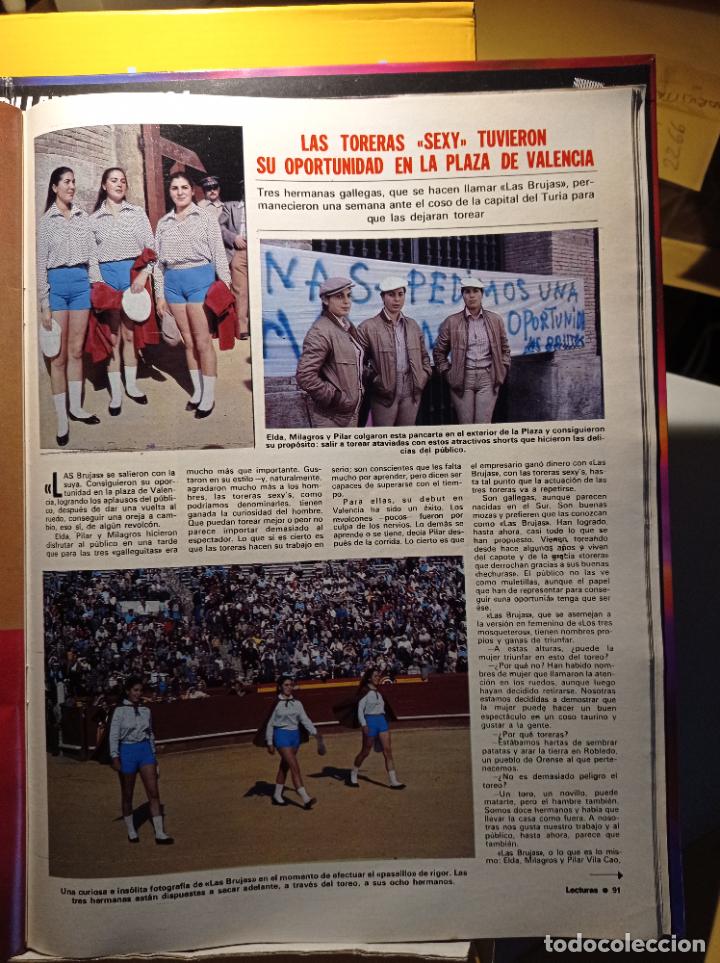 LAS TORERAS «SEXY» TUVIERON
SU OPORTUNIDAD EN LA PLAZA DE VALENCIA
Tres hermanas gallegas, que se hacen llamar «Las Brujas», per-
manecieron una semana ante el coso de la capital del Turia para
que las dejaran torear
PEDIMOS UNA
OPORTUNID
LAS BRUJAS
Elda, Milagros y Pilar colgaron esta pancarta en el exterior de la Plaza y consiguieron
su propósito: salir a torear ataviadas con estos atractivos shorts que hicieron las deli-
cias del público.
«LAS Brujas» se salieron con la
suya. Consiguieron su opor-
tunidad en la plaza de Valen-
cia, logrando los aplausos del públi-
co, después de dar una vuelta al
ruedo, conseguir una oreja a cam-
bio, eso sí, de algún revolcón.
Elda, Pilar y Milagros hicieron
disfrutar al público en una tarde
que para las tres «galleguitas» era
mucho más que importante. Gus-
taron en su estilo —y, naturalmente,
agradaron mucho más a los hom-
bres, las toreras sexy's, como
podríamos denominarles, tienen
ganada la curiosidad del hombre.
Que puedan torear mejor o peor no
parece importar demasiado al
espectador. Lo que sí es cierto es
que las toreras hacen su trabajo en
serio; son conscientes que les falta
mucho por aprender, pero dicen ser
capaces de superarse con el tiem-
po.
Para ellas, su debut en
Valencia ha sido un éxito. Los
revolcones —pocos— fueron por
culpa de los nervios. Lo demás se
aprende o se tiene, decía Pilar des-
pués de la corrida. Lo cierto es que
el empresario ganó dinero con «Las
Brujas», con las toreras sexy's, has-
ta tal punto que la actuación de las
tres toreras va a repetirse.
Son gallegas, aunque parecen
nacidas en el Sur. Son buenas
mozas y prefieren que las conozcan
como «Las Brujas». Han logrado,
hasta ahora, casi todo lo que se
han propuesto. Vienen toreando
desde hace algunos años y viven
del capote y de la gracia «torera»
que derrochan gracias a sus buenas
«hechuras». El público no las ve
como muletillas, aunque el papel
que han de representar para conse-
guir «una oportuniá» tenga que ser
ése.
«Las Brujas», que se asemejan a
la versión en femenino de «Los tres
mosqueteros», tienen nombres pro-
pios y ganas de triunfar.
—A estas alturas, ¿puede la
mujer triunfar en esto del toreo?
—¿Por qué no? Han habido nom-
bres de mujer que llamaron la aten-
ción en los ruedos, aunque luego
hayan decidido retirarse. Nosotras
estamos decididas a demostrar que
la mujer puede hacer un buen
espectáculo en un coso taurino y
gustar a la gente.
—¿Por qué toreras?
—Estábamos hartas de sembrar
patatas y arar la tierra en Robledo,
un pueblo de Orense al que perte-
necemos.
—¿No es demasiado peligro el
toreo?
—Un toro, un novillo, puede
matarte, pero el hambre también.
Somos doce hermanos y había que
llevar la casa como fuera. A noso-
tras nos gusta nuestro trabajo y al
público, hasta ahora, parece que
también.
«Las Brujas», o lo que es lo mis-
mo: Elda, Milagros y Pilar Vila Cao,
Una curiosa e insólita fotografía de «Las Brujas» en el momento de efectuar el «paseíllo» de rigor. Las
tres hermanas están dispuestas a sacar adelante, a través del toreo, a sus ocho hermanos.
Lecturas ● 91
2266
todocoleccion.net